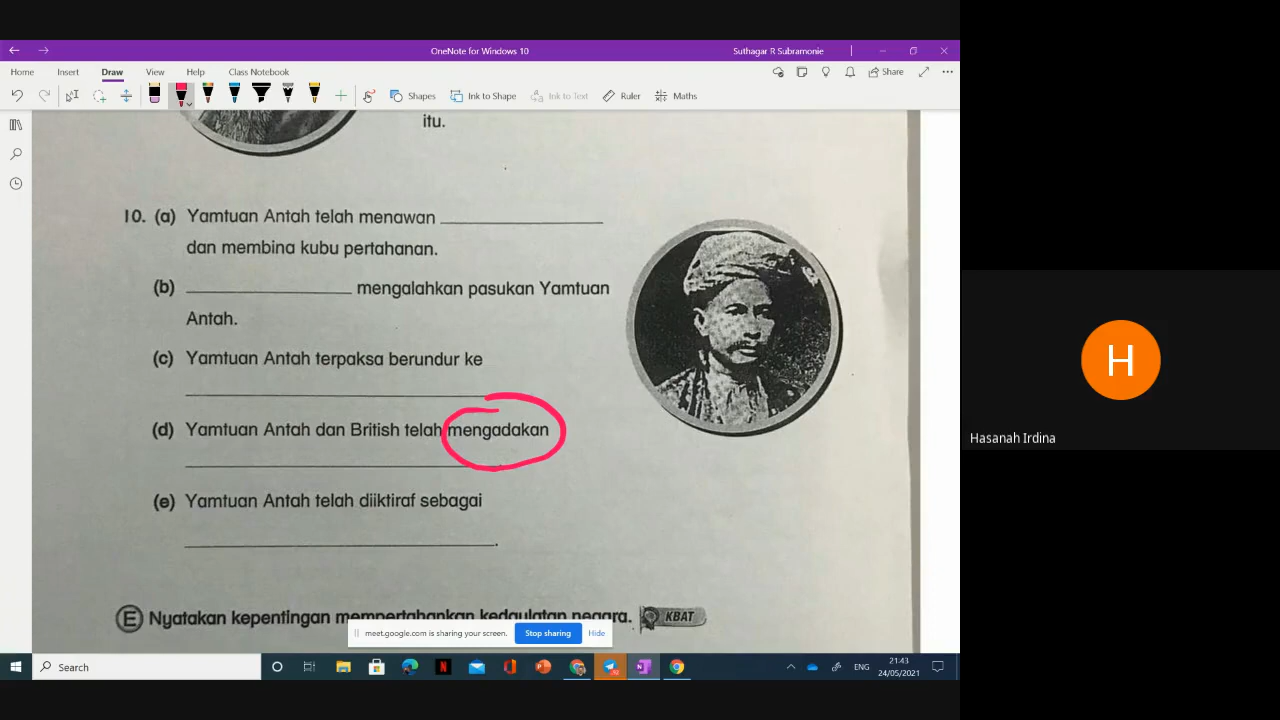 OneNote for Windows 10
Suthagar R Subramonie
Home Insert Draw View Help Class Notebook
Share
Shapes Ink to Shape Ink to Text Ruler Maths
itu.
10. (a) Yamtuan Antah telah menawan
dan membina kubu pertahanan.
(b) mengalahkan pasukan Yamtuan
Antah.
(c) Yamtuan Antah terpaksa berundur ke
(d) Yamtuan Antah dan British telah mengadakan
(e) Yamtuan Antah telah diiktiraf sebagai
.
E Nyatakan kepentingan mempertahankan kedaulatan negara. KBAT
meet.google.com is sharing your screen. Stop sharing Hide
Search
ENG
21:43
24/05/2021
H
Hasanah Irdina